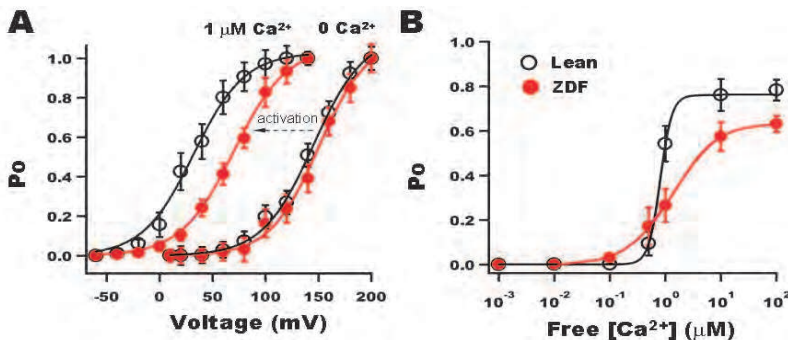 A
1 μM Ca²⁺ 0 Ca²⁺
Po
1.0
0.8
0.6
0.4
0.2
0.0
activation
-50 0 50 100 150 200
Voltage (mV)
B
Po
1.0
0.8
0.6
0.4
0.2
0.0
Lean
ZDF
10⁻³ 10⁻² 10⁻¹ 10⁰ 10¹ 10²
Free [Ca²⁺] (μM)